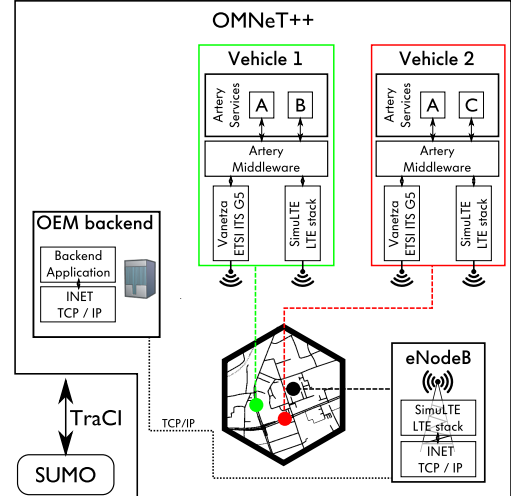 OMNeT++
Vehicle 1
Artery
Services
A
B
Artery
Middleware
Vanetza
ETSI ITS G5
SimuLTE
LTE stack
Vehicle 2
Artery
Services
A
C
Artery
Middleware
Vanetza
ETSI ITS G5
SimuLTE
LTE stack
OEM backend
Backend
Application
INET
TCP / IP
eNodeB
SimuLTE
LTE stack
INET
TCP / IP
TCP/IP
TraCI
SUMO